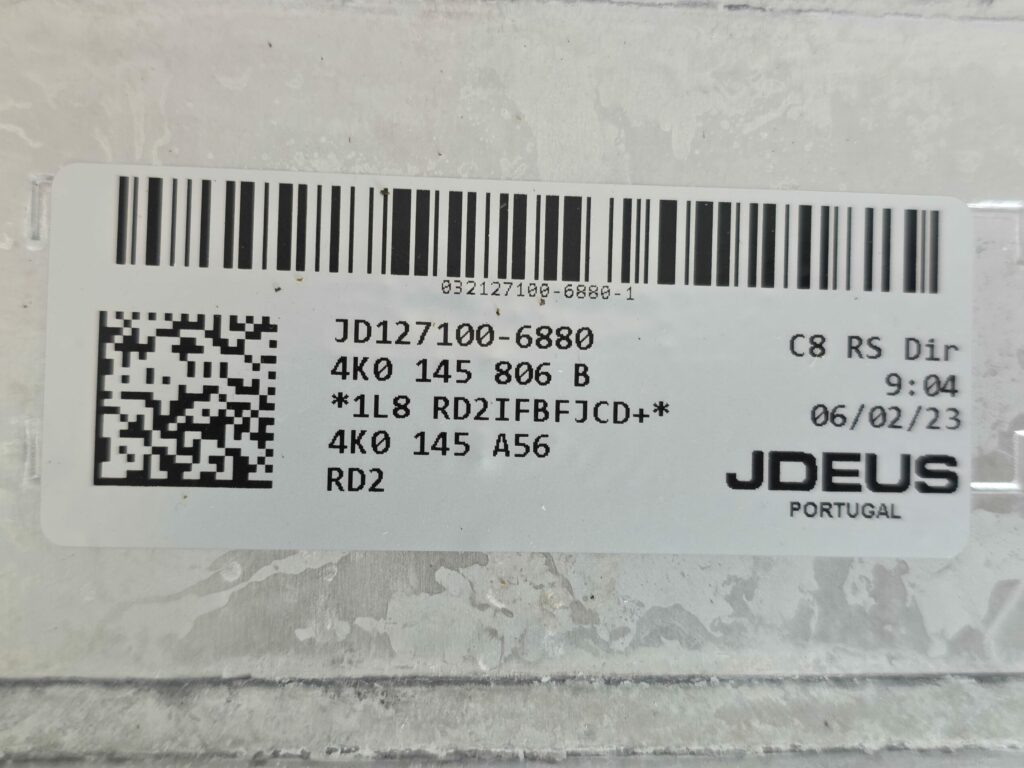 032127100-6880-1
JD127100-6880
4K0 145 806 B
*1L8 RD2IFBFJCD+*
4K0 145 A56
RD2
C8 RS Dir
9:04
06/02/23
JDEUS
PORTUGAL